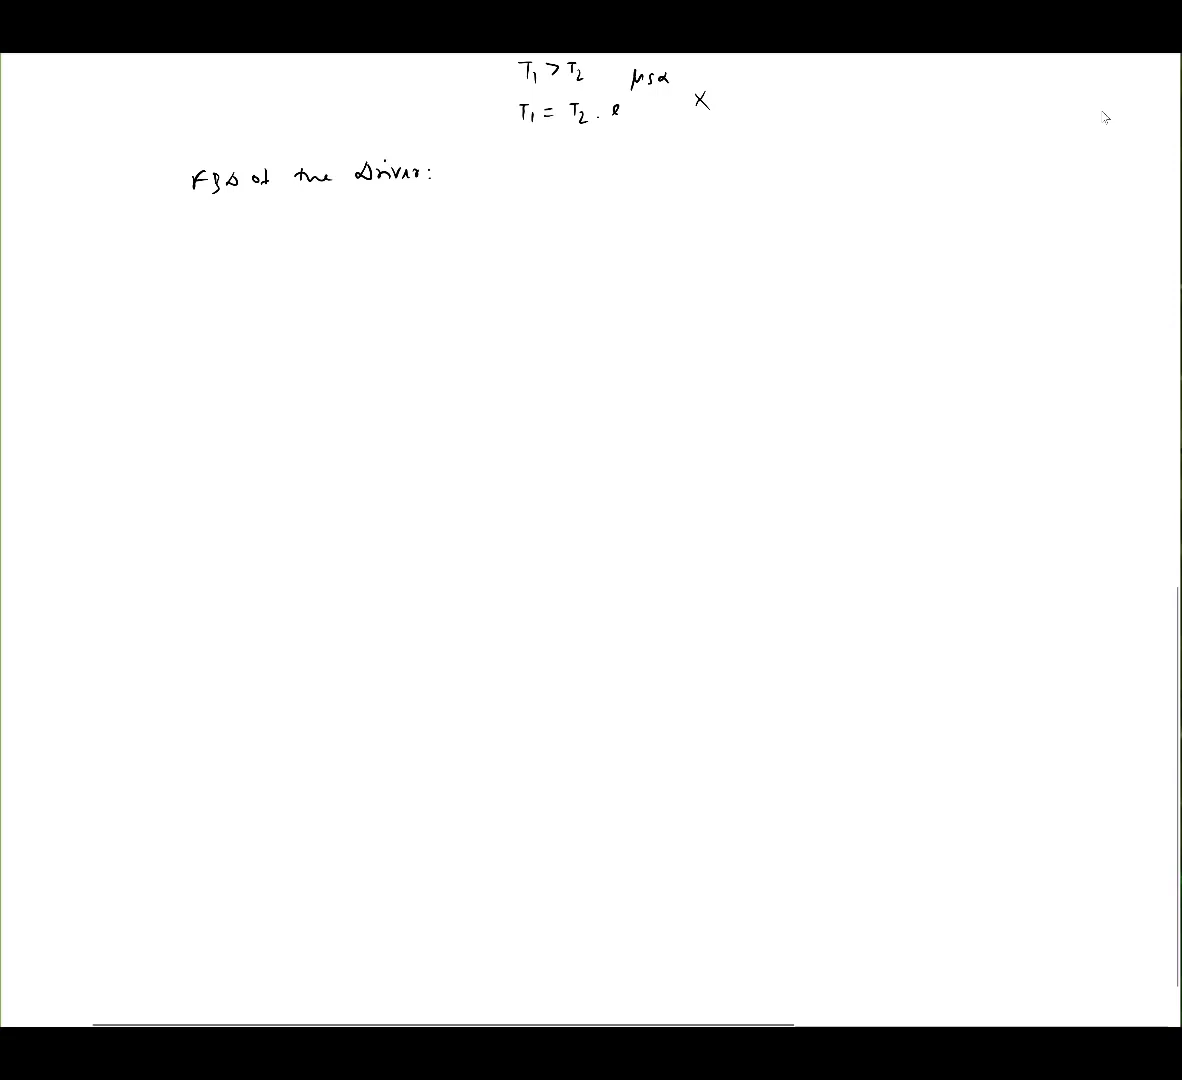 T₁ > T₂
T₁ = T₂ . e^μsα ×
FBD of the Driver: